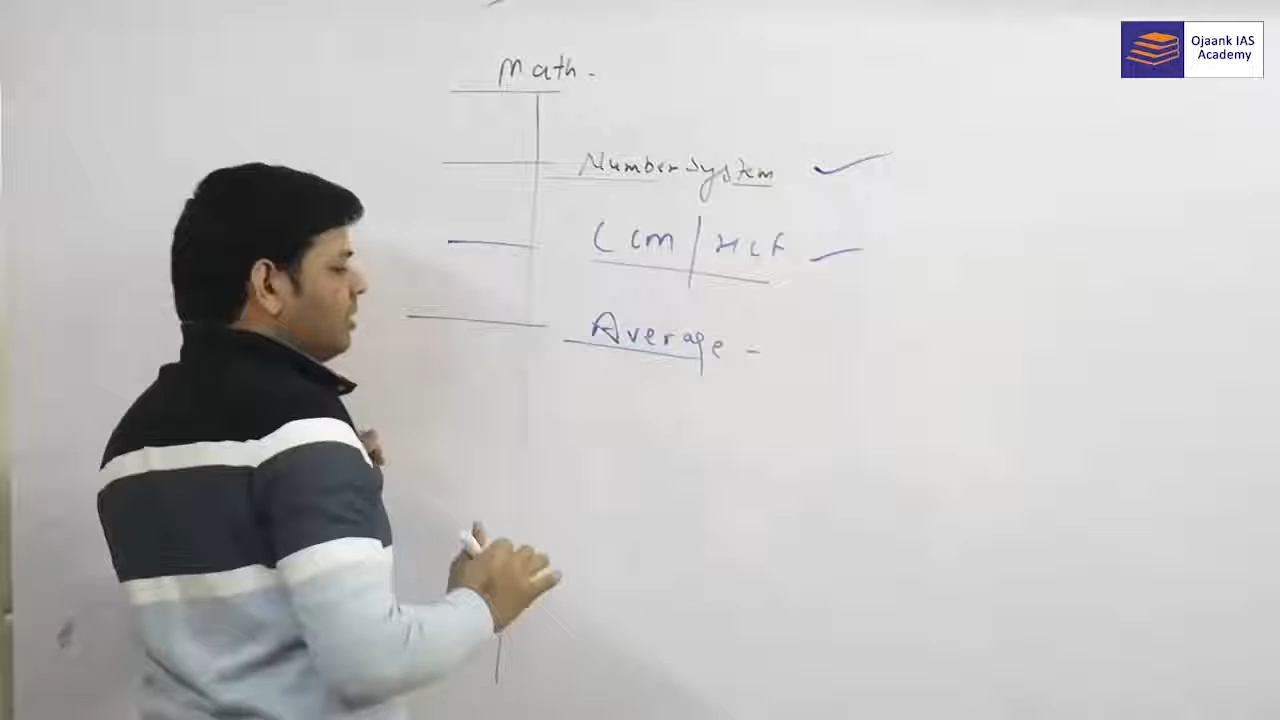 Ojaank IAS
Academy
Math -
Number System
LCM | HCF
Average -